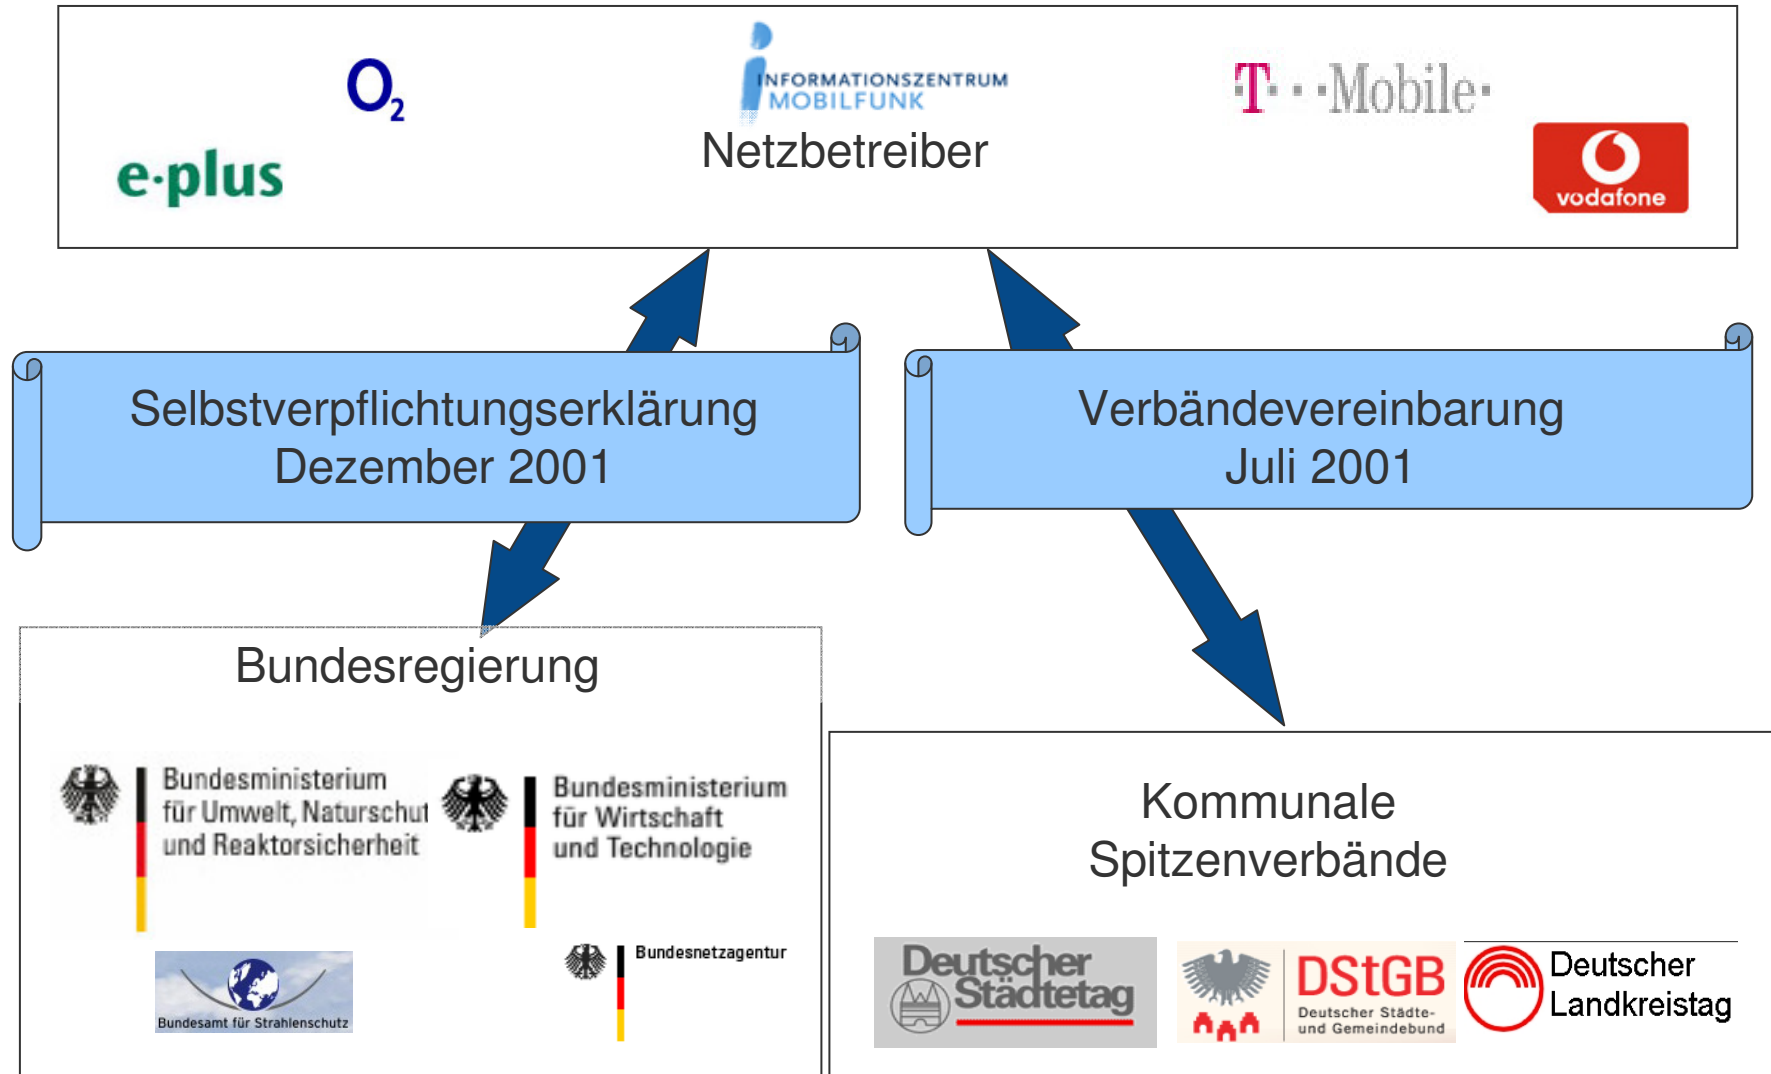 O2
INFORMATIONSZENTRUM
MOBILFUNK
T··Mobile·
Netzbetreiber
e·plus
vodafone
Selbstverpflichtungserklärung
Dezember 2001
Verbändevereinbarung
Juli 2001
Bundesregierung
Bundesministerium
für Umwelt, Naturschut
und Reaktorsicherheit
Bundesministerium
für Wirtschaft
und Technologie
Bundesamt für Strahlenschutz
Bundesnetzagentur
Kommunale
Spitzenverbände
Deutscher
Städtetag
DStGB
Deutscher Städte-
und Gemeindebund
Deutscher
Landkreistag